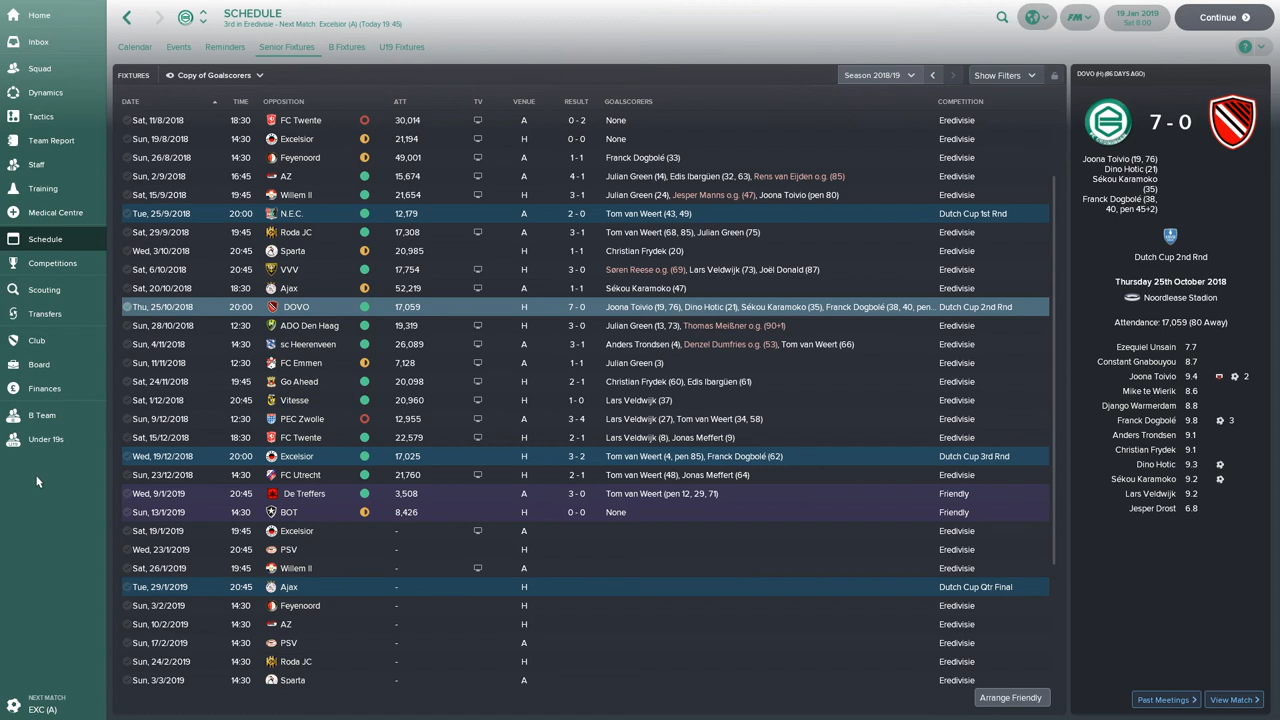 Home
Inbox
Squad
Dynamics
Tactics
Team Report
Staff
Training
Medical Centre
Schedule
Competitions
Scouting
Transfers
Club
Board
Finances
B Team
Under 19s
NEXT MATCH
EXC (A)
SCHEDULE
3rd in Eredivisie - Next Match: Excelsior (A) (Today 19:45)
FM
19 Jan 2019
Sat 8:00
Continue
Calendar Events Reminders Senior Fixtures B Fixtures U19 Fixtures
?
FIXTURES Copy of Goalscorers Season 2018/19 Show Filters
DATE TIME OPPOSITION ATT TV VENUE RESULT GOALSCORERS COMPETITION
Sat, 11/8/2018 18:30 FC Twente 30,014 A 0 - 2 None Eredivisie
Sun, 19/8/2018 14:30 Excelsior 21,194 H 0 - 0 None Eredivisie
Sun, 26/8/2018 14:30 Feyenoord 49,001 A 1 - 1 Franck Dogbolé (33) Eredivisie
Sun, 2/9/2018 16:45 AZ 15,674 A 4 - 1 Julian Green (14), Edis Ibargüen (32, 63), Rens van Eijden o.g. (85) Eredivisie
Sat, 15/9/2018 19:45 Willem II 21,654 H 3 - 1 Julian Green (24), Jesper Manns o.g. (47), Joona Toivio (pen 80) Eredivisie
Tue, 25/9/2018 20:00 N.E.C. 12,179 A 2 - 0 Tom van Weert (43, 49) Dutch Cup 1st Rnd
Sat, 29/9/2018 19:45 Roda JC 17,308 A 3 - 1 Tom van Weert (68, 85), Julian Green (75) Eredivisie
Wed, 3/10/2018 20:45 Sparta 20,985 H 1 - 1 Christian Frydek (20) Eredivisie
Sat, 6/10/2018 20:45 VVV 17,754 H 3 - 0 Søren Reese o.g. (69), Lars Veldwijk (73), Joël Donald (87) Eredivisie
Sat, 20/10/2018 18:30 Ajax 52,219 A 1 - 1 Sékou Karamoko (47) Eredivisie
Thu, 25/10/2018 20:00 DOVO 17,059 H 7 - 0 Joona Toivio (19, 76), Dino Hotic (21), Sékou Karamoko (35), Franck Dogbolé (38, 40, pen... Dutch Cup 2nd Rnd
Sun, 28/10/2018 12:30 ADO Den Haag 19,319 H 3 - 0 Julian Green (13, 73), Thomas Meißner o.g. (90+1) Eredivisie
Sun, 4/11/2018 14:30 sc Heerenveen 26,089 A 3 - 1 Anders Trondsen (4), Denzel Dumfries o.g. (53), Tom van Weert (66) Eredivisie
Sun, 11/11/2018 12:30 FC Emmen 7,128 A 1 - 1 Julian Green (3) Eredivisie
Sat, 24/11/2018 19:45 Go Ahead 20,098 H 2 - 1 Christian Frydek (60), Edis Ibargüen (61) Eredivisie
Sat, 1/12/2018 20:45 Vitesse 20,960 H 1 - 0 Lars Veldwijk (37) Eredivisie
Sun, 9/12/2018 12:30 PEC Zwolle 12,955 A 3 - 4 Lars Veldwijk (27), Tom van Weert (34, 58) Eredivisie
Sat, 15/12/2018 18:30 FC Twente 22,579 H 2 - 1 Lars Veldwijk (8), Jonas Meffert (9) Eredivisie
Wed, 19/12/2018 20:00 Excelsior 17,025 H 3 - 2 Tom van Weert (4, pen 85), Franck Dogbolé (62) Dutch Cup 3rd Rnd
Sun, 23/12/2018 14:30 FC Utrecht 21,760 H 2 - 1 Tom van Weert (48), Jonas Meffert (64) Eredivisie
Wed, 9/1/2019 20:45 De Treffers 3,508 A 3 - 0 Tom van Weert (pen 12, 29, 71) Friendly
Sun, 13/1/2019 14:30 BOT 8,426 H 0 - 0 None Friendly
Sat, 19/1/2019 19:45 Excelsior - A Eredivisie
Wed, 23/1/2019 20:45 PSV - H Eredivisie
Sat, 26/1/2019 19:45 Willem II - A Eredivisie
Tue, 29/1/2019 20:45 Ajax - H Dutch Cup Qtr Final
Sun, 3/2/2019 14:30 Feyenoord - H Eredivisie
Sun, 10/2/2019 14:30 AZ - H Eredivisie
Sun, 17/2/2019 14:30 PSV - A Eredivisie
Sun, 24/2/2019 14:30 Roda JC - H Eredivisie
Sun, 3/3/2019 14:30 Sparta - A Eredivisie
Arrange Friendly
DOVO (H) (86 DAYS AGO)
7 - 0
Joona Toivio (19, 76)
Dino Hotic (21)
Sékou Karamoko
(35)
Franck Dogbolé (38,
40, pen 45+2)
Dutch Cup 2nd Rnd
Thursday 25th October 2018
Noordlease Stadion
Attendance: 17,059 (80 Away)
Ezequiel Unsain 7.7
Constant Gnabouyou 8.7
Joona Toivio 9.4 2
Mike te Wierik 8.6
Django Warmerdam 8.8
Franck Dogbolé 9.8 3
Anders Trondsen 9.1
Christian Frydek 9.1
Dino Hotic 9.3
Sékou Karamoko 9.2
Lars Veldwijk 9.2
Jesper Drost 6.8
Past Meetings View Match